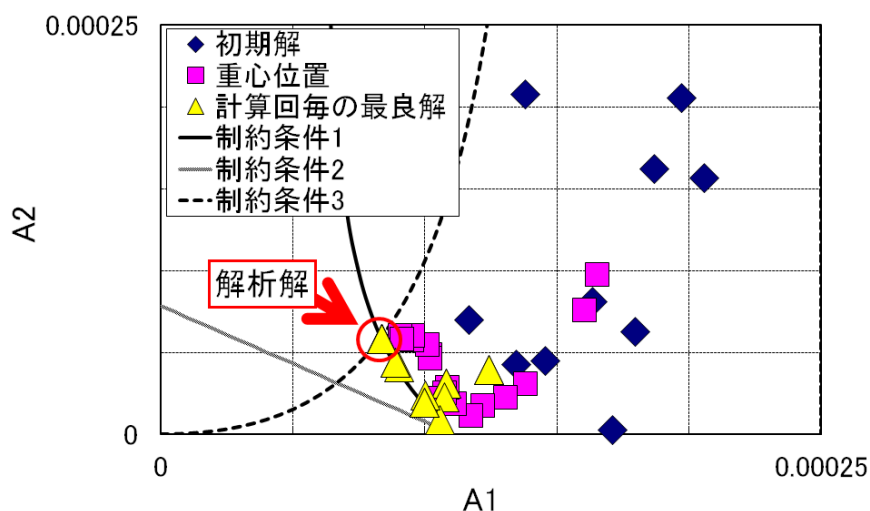 0.00025
初期解
重心位置
計算回毎の最良解
制約条件1
制約条件2
制約条件3
A2
解析解
0
0
0.00025
A1